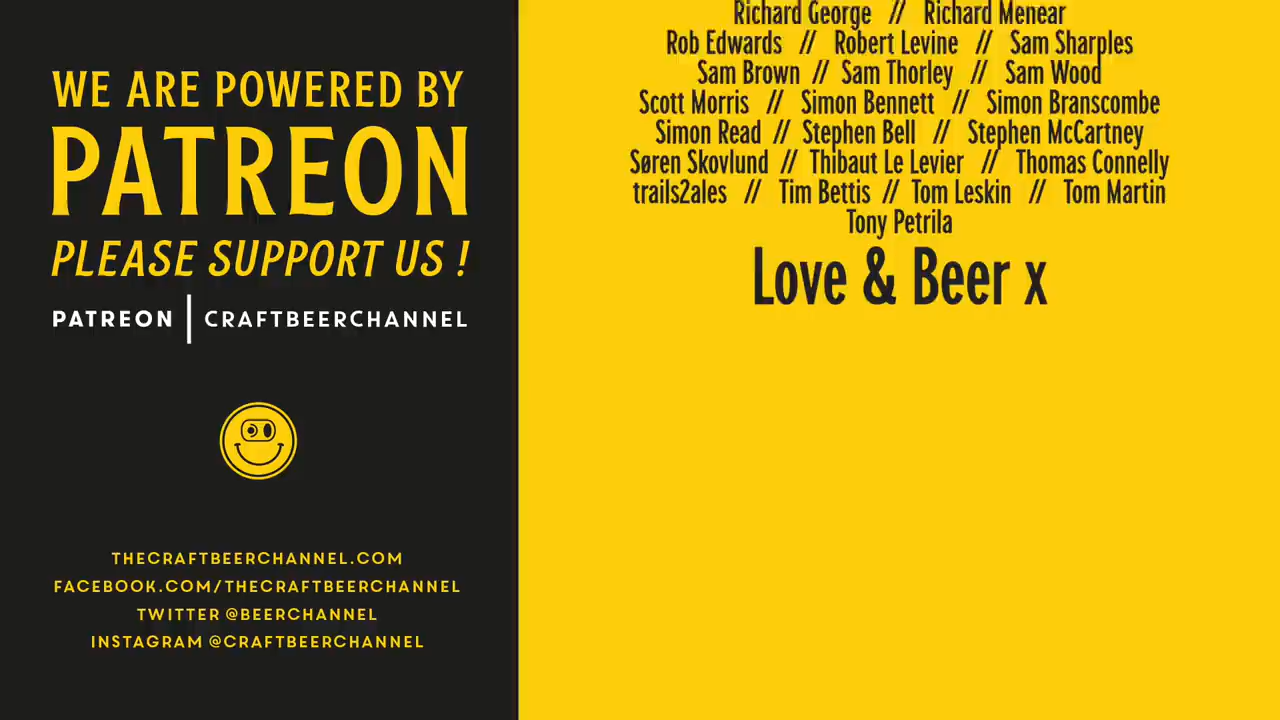 WE ARE POWERED BY
PATREON
PLEASE SUPPORT US !
PATREON | CRAFTBEERCHANNEL
THECRAFTBEERCHANNEL.COM
FACEBOOK.COM/THECRAFTBEERCHANNEL
TWITTER @BEERCHANNEL
INSTAGRAM @CRAFTBEERCHANNEL
Richard George // Richard Menear
Rob Edwards // Robert Levine // Sam Sharples
Sam Brown // Sam Thorley // Sam Wood
Scott Morris // Simon Bennett // Simon Branscombe
Simon Read // Stephen Bell // Stephen McCartney
Søren Skovlund // Thibaut Le Levier // Thomas Connelly
trails2ales // Tim Bettis // Tom Leskin // Tom Martin
Tony Petrila
Love & Beer x